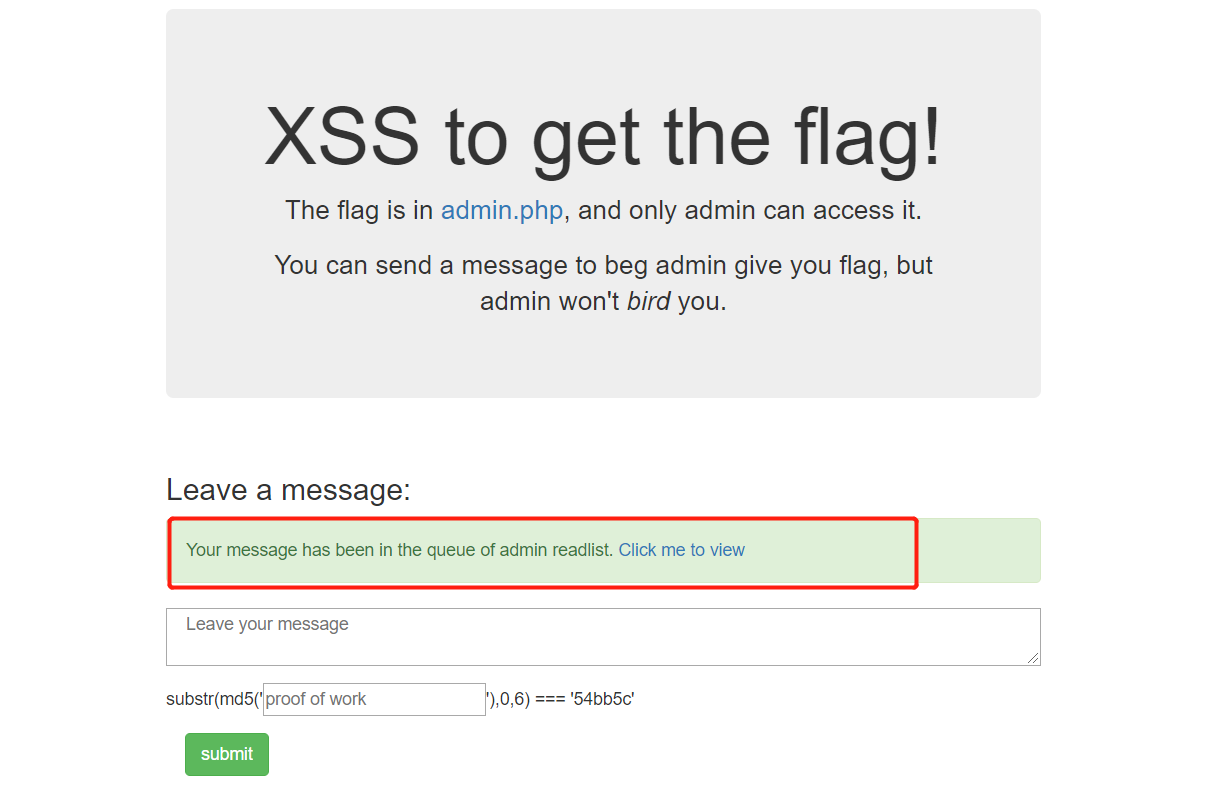 XSS to get the flag!
The flag is in admin.php, and only admin can access it.
You can send a message to beg admin give you flag, but
admin won't bird you.
Leave a message:
Your message has been in the queue of admin readlist. Click me to view
Leave your message
substr(md5('proof of work'),0,6) === '54bb5c'
submit